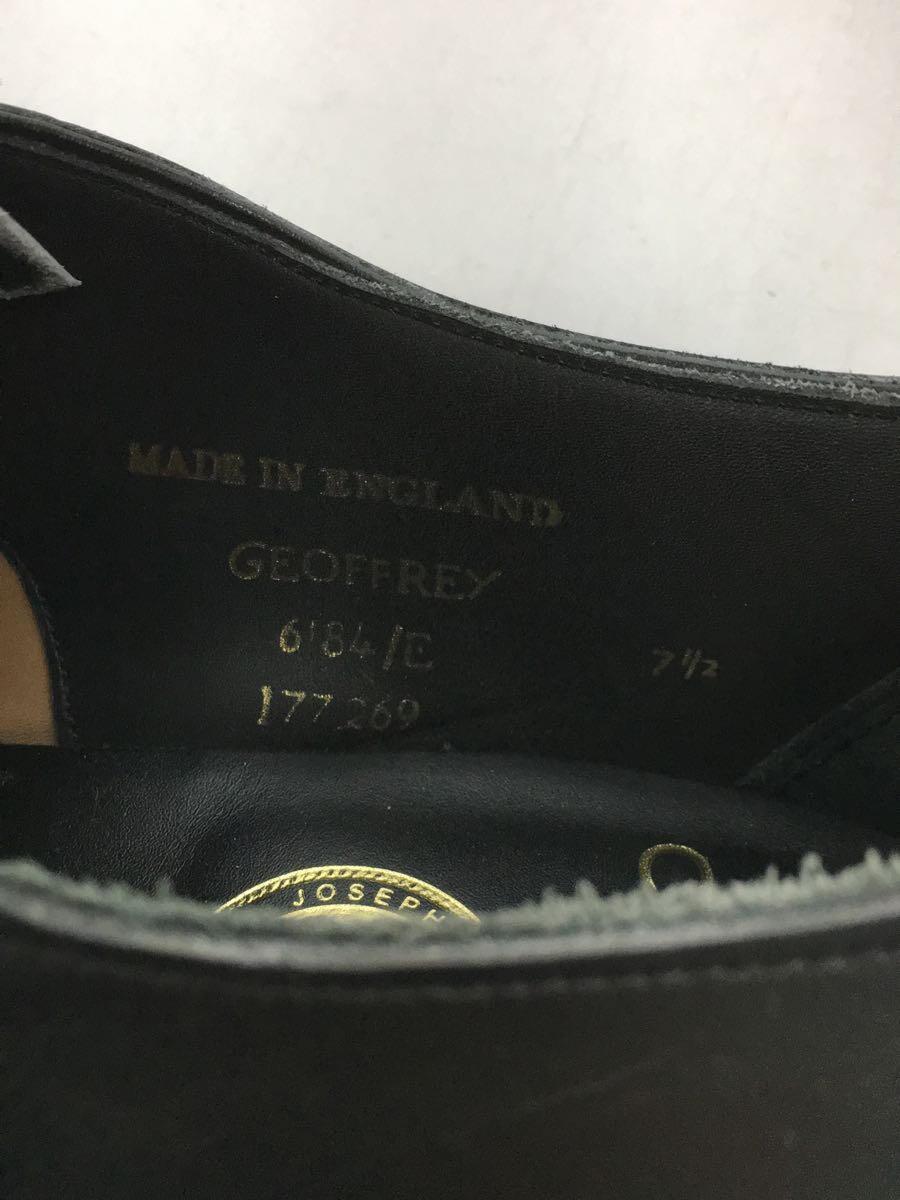 MADE IN ENGLAND
GEOFFREY
6184/E 7½
177 269
JOSEPH